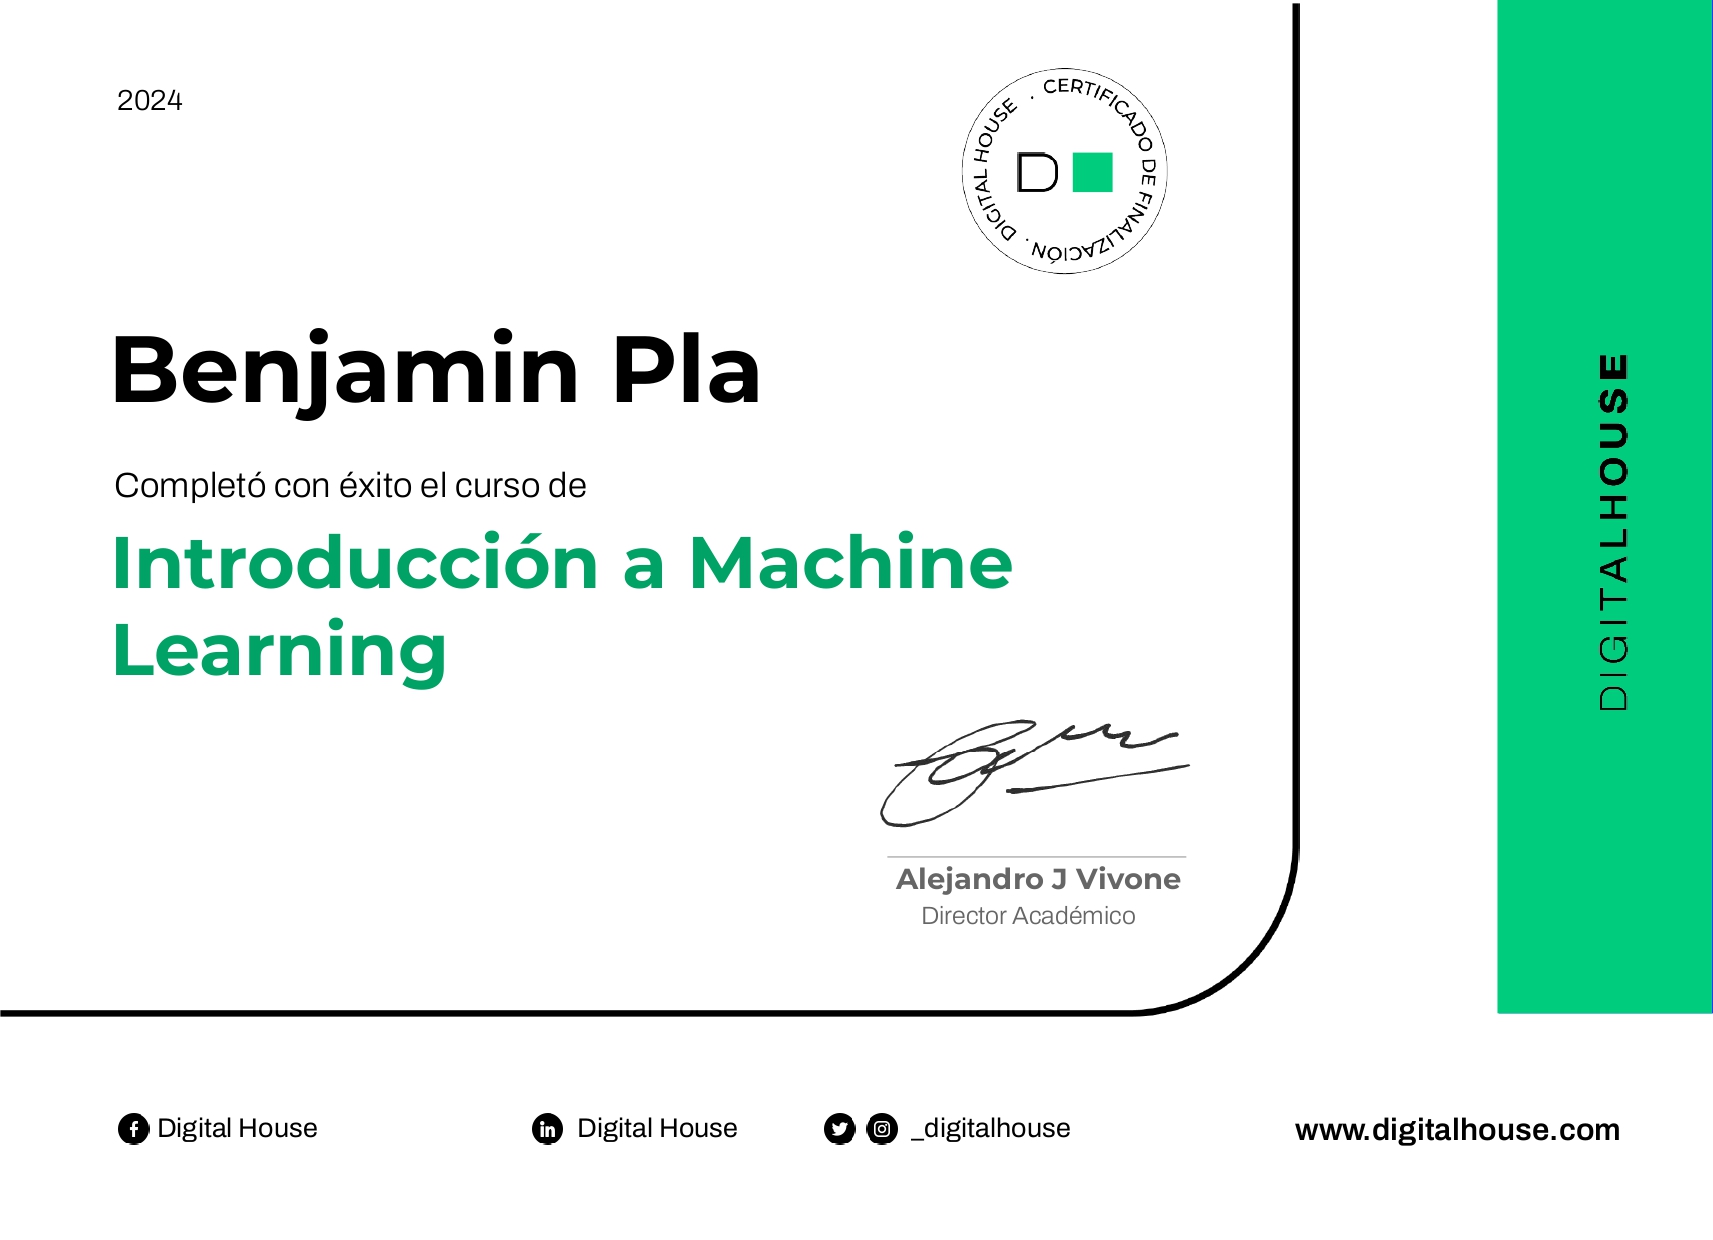 2024
CERTIFICADO DE FINALIZACIÓN · DIGITAL HOUSE ·
D
Benjamin Pla
Completó con éxito el curso de
Introducción a Machine
Learning
Alejandro J Vivone
Director Académico
DIGITALHOUSE
Digital House
Digital House
_digitalhouse
www.digitalhouse.com